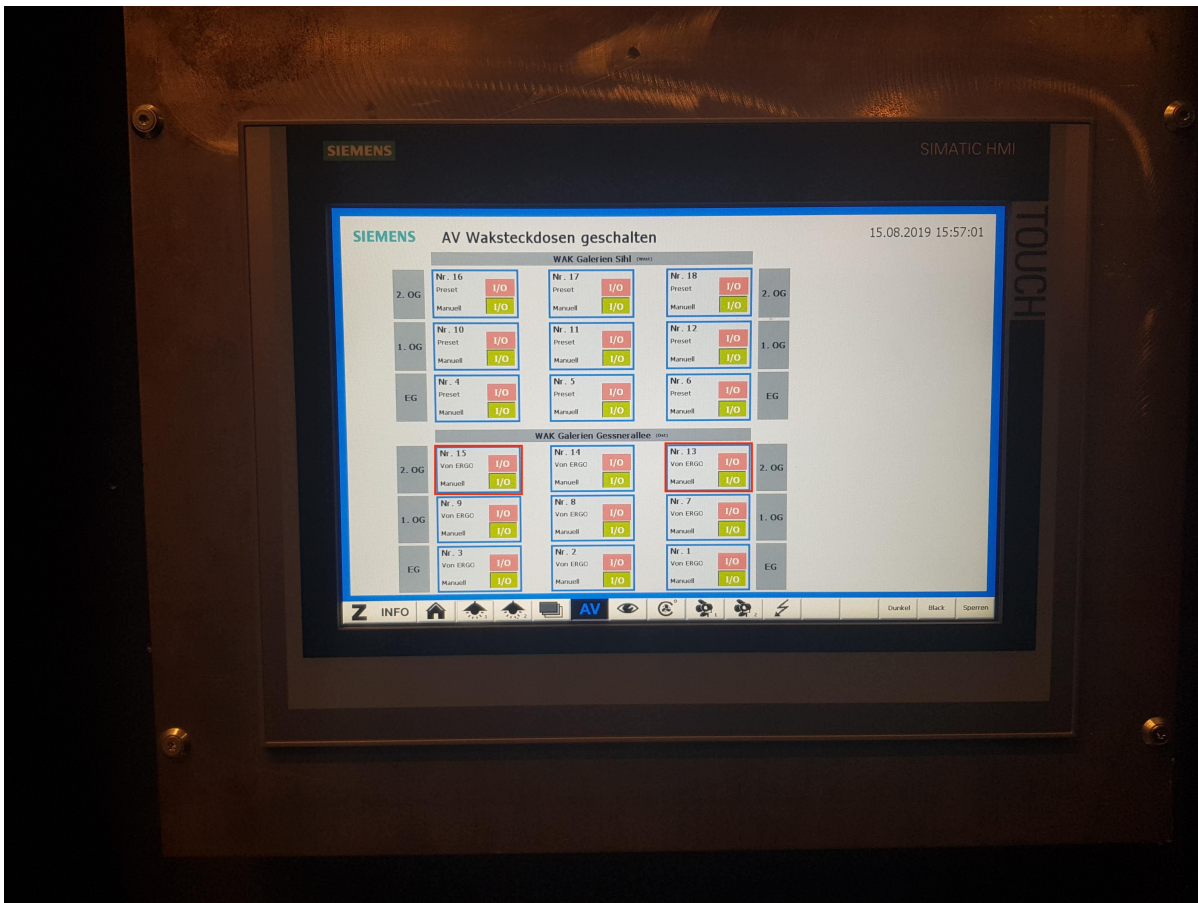 SIEMENS
SIMATIC HMI
TOUCH
SIEMENS AV Waksteckdosen geschalten 15.08.2019 15:57:01
WAK Galerien Sihl (West)
2. OG Nr. 16 Nr. 17 Nr. 18 2. OG
Preset I/O Preset I/O Preset I/O
Manuell I/O Manuell I/O Manuell I/O
1. OG Nr. 10 Nr. 11 Nr. 12 1. OG
Preset I/O Preset I/O Preset I/O
Manuell I/O Manuell I/O Manuell I/O
EG Nr. 4 Nr. 5 Nr. 6 EG
Preset I/O Preset I/O Preset I/O
Manuell I/O Manuell I/O Manuell I/O
WAK Galerien Gessnerallee (Ost)
2. OG Nr. 15 Nr. 14 Nr. 13 2. OG
Von ERGO I/O Von ERGO I/O Von ERGO I/O
Manuell I/O Manuell I/O Manuell I/O
1. OG Nr. 9 Nr. 8 Nr. 7 1. OG
Von ERGO I/O Von ERGO I/O Von ERGO I/O
Manuell I/O Manuell I/O Manuell I/O
EG Nr. 3 Nr. 2 Nr. 1 EG
Von ERGO I/O Von ERGO I/O Von ERGO I/O
Manuell I/O Manuell I/O Manuell I/O
Z INFO 1 2 AV 1 2 Dunkel Black Sperren